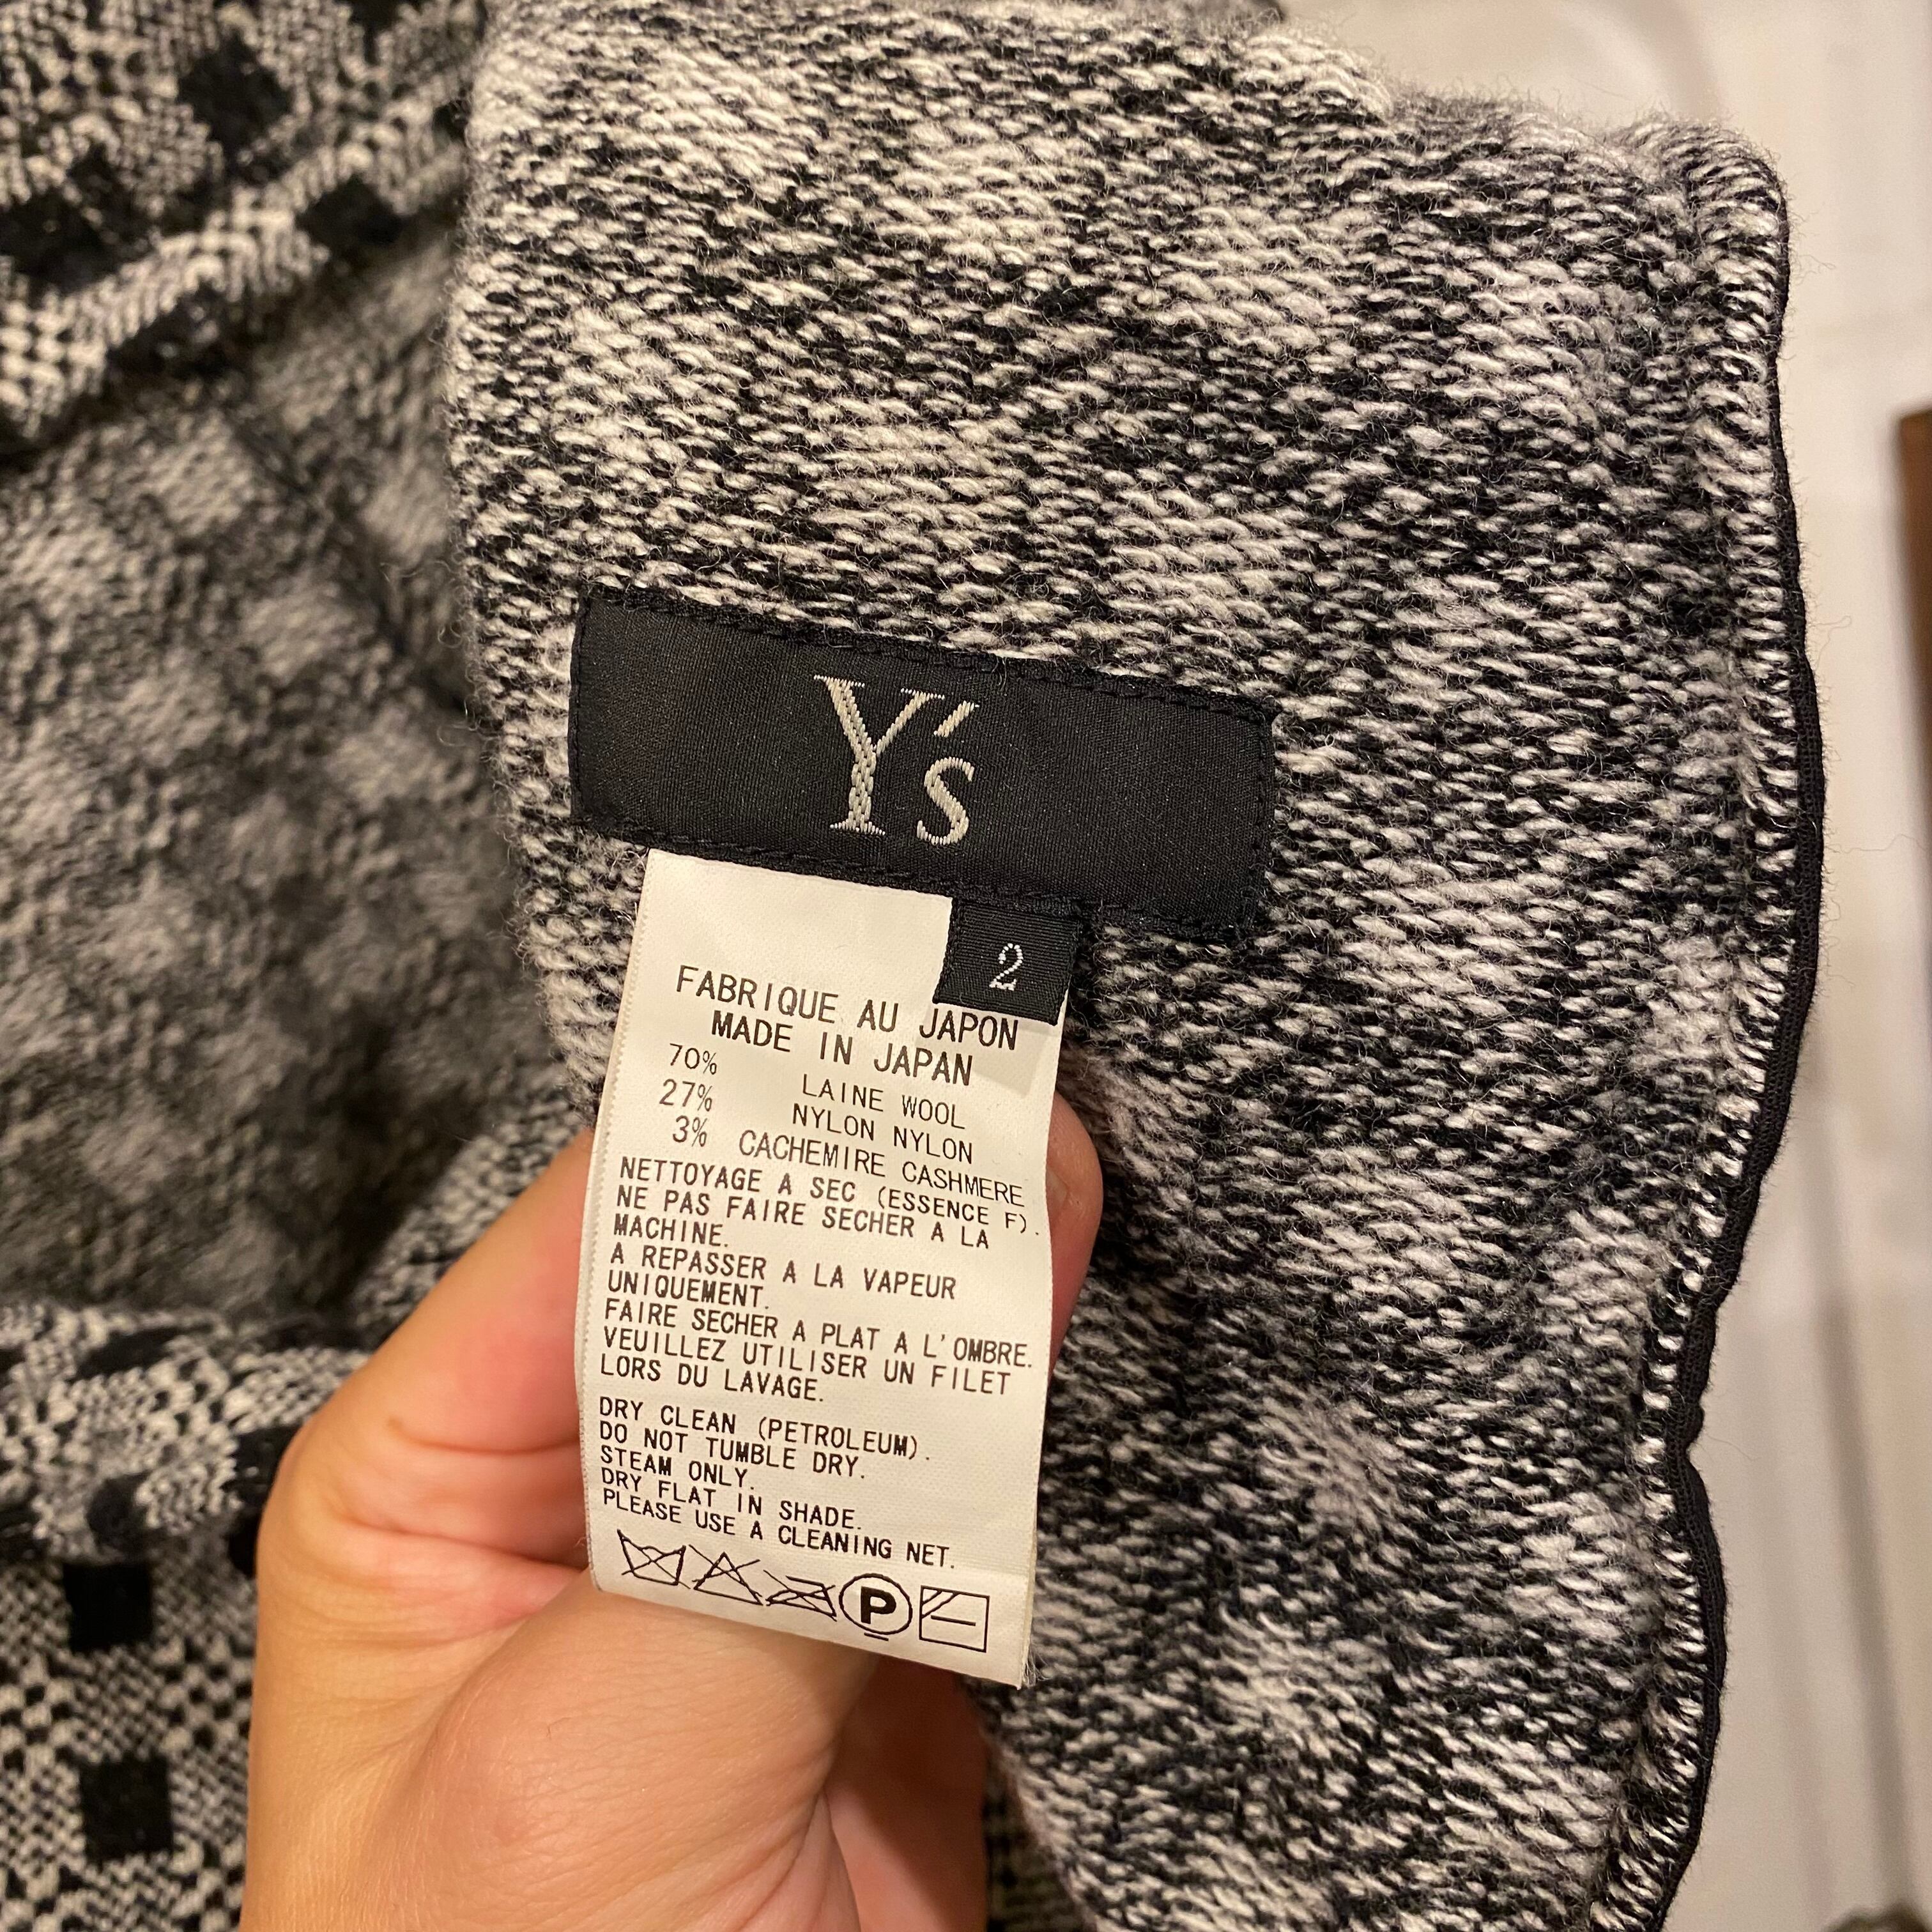 Y's
2
FABRIQUE AU JAPON
MADE IN JAPAN
70% LAINE WOOL
27% NYLON NYLON
3% CACHEMIRE CASHMERE
NETTOYAGE A SEC (ESSENCE F).
NE PAS FAIRE SECHER A LA
MACHINE.
A REPASSER A LA VAPEUR
UNIQUEMENT.
FAIRE SECHER A PLAT A L'OMBRE.
VEUILLEZ UTILISER UN FILET
LORS DU LAVAGE.
DRY CLEAN (PETROLEUM).
DO NOT TUMBLE DRY.
STEAM ONLY.
DRY FLAT IN SHADE.
PLEASE USE A CLEANING NET.
P